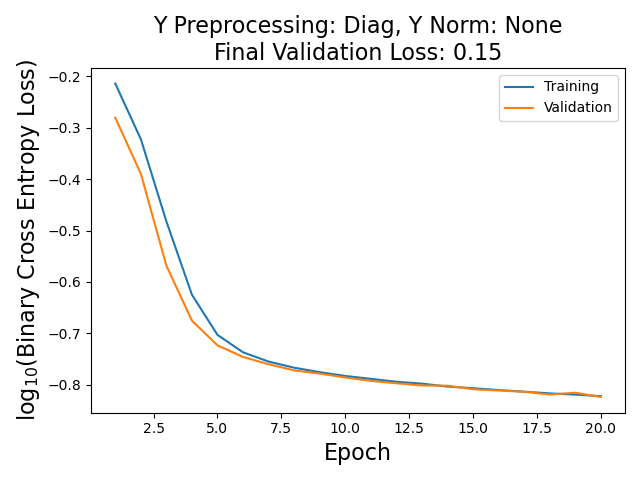 Y Preprocessing: Diag, Y Norm: None
Final Validation Loss: 0.15
Training
Validation
log₁₀(Binary Cross Entropy Loss)
−0.2
−0.3
−0.4
−0.5
−0.6
−0.7
−0.8
2.5 5.0 7.5 10.0 12.5 15.0 17.5 20.0
Epoch